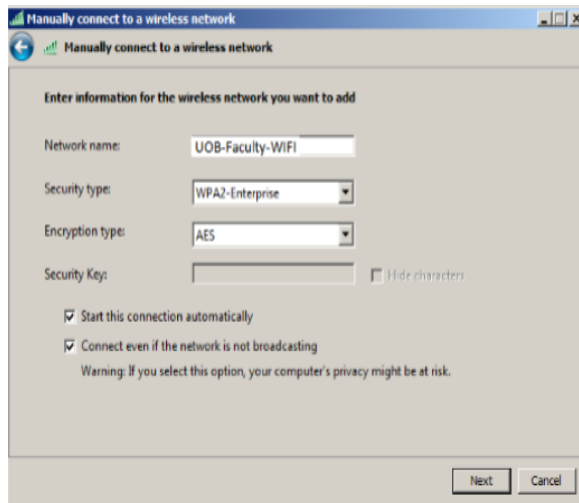 Manually connect to a wireless network
Manually connect to a wireless network
Enter information for the wireless network you want to add
Network name: UOB-Faculty-WIFI
Security type: WPA2-Enterprise
Encryption type: AES
Security Key: Hide characters
Start this connection automatically
Connect even if the network is not broadcasting
Warning: If you select this option, your computer's privacy might be at risk.
Next Cancel